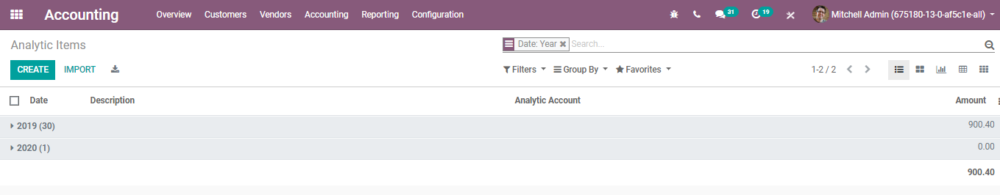 Accounting Overview Customers Vendors Accounting Reporting Configuration 31 19 Mitchell Admin (675180-13-0-af5c1e-all)
Analytic Items Date: Year Search...
CREATE IMPORT Filters Group By Favorites 1-2 / 2
Date Description Analytic Account Amount
2019 (30) 900.40
2020 (1) 0.00
900.40